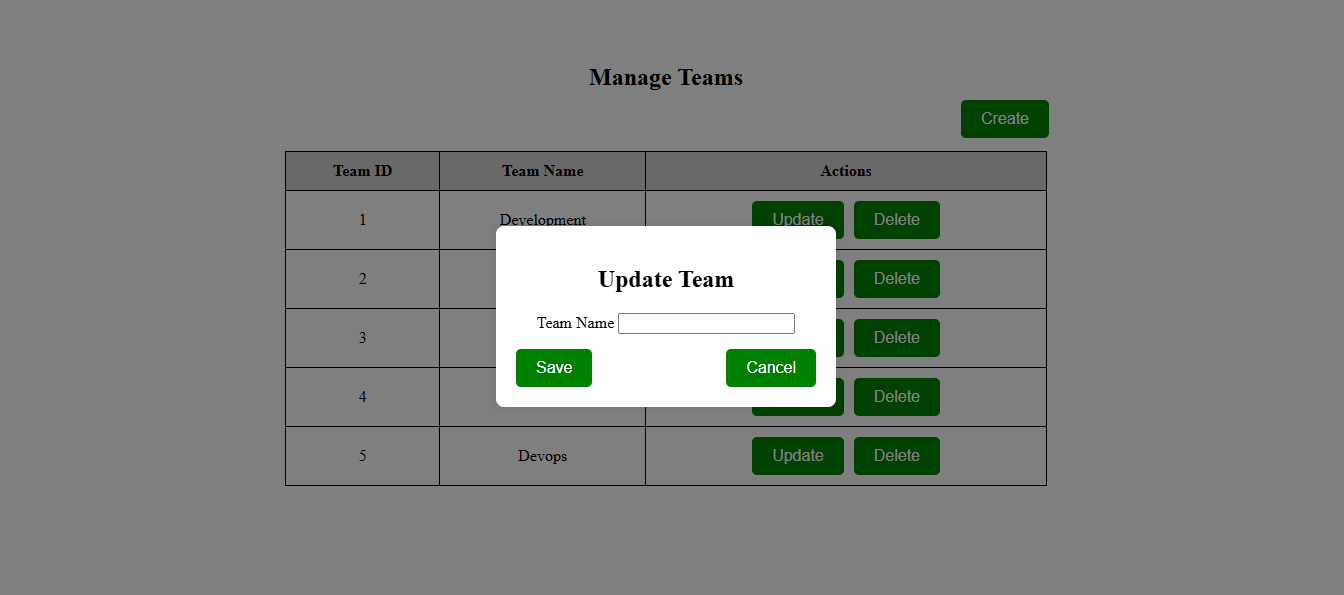 Manage Teams
Create
Team ID Team Name Actions
1 Development Update Delete
2 Delete
Update Team
Team Name
3 Delete
Save Cancel
4 Delete
5 Devops Update Delete